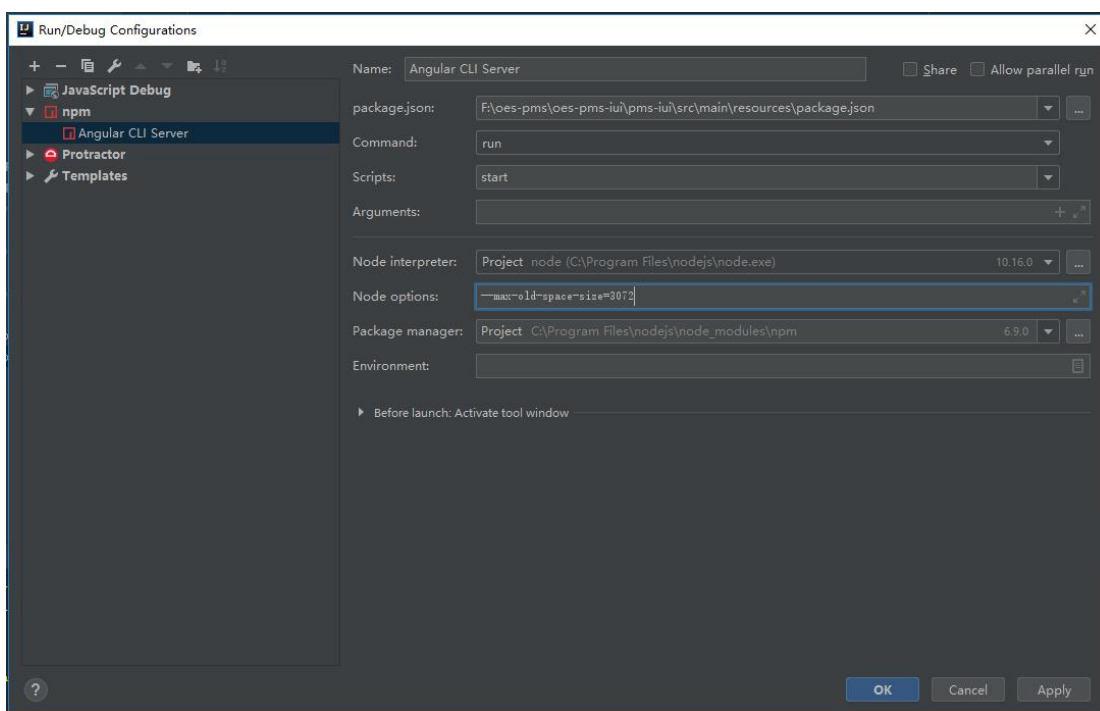 Run/Debug Configurations
JavaScript Debug
npm
Angular CLI Server
Protractor
Templates
Name: Angular CLI Server Share Allow parallel run
package.json: F:\oes-pms\oes-pms-iui\pms-iui\src\main\resources\package.json
Command: run
Scripts: start
Arguments:
Node interpreter: Project node (C:\Program Files\nodejs\node.exe) 10.16.0
Node options: --max-old-space-size=3072
Package manager: Project C:\Program Files\nodejs\node_modules\npm 6.9.0
Environment:
Before launch: Activate tool window
? OK Cancel Apply